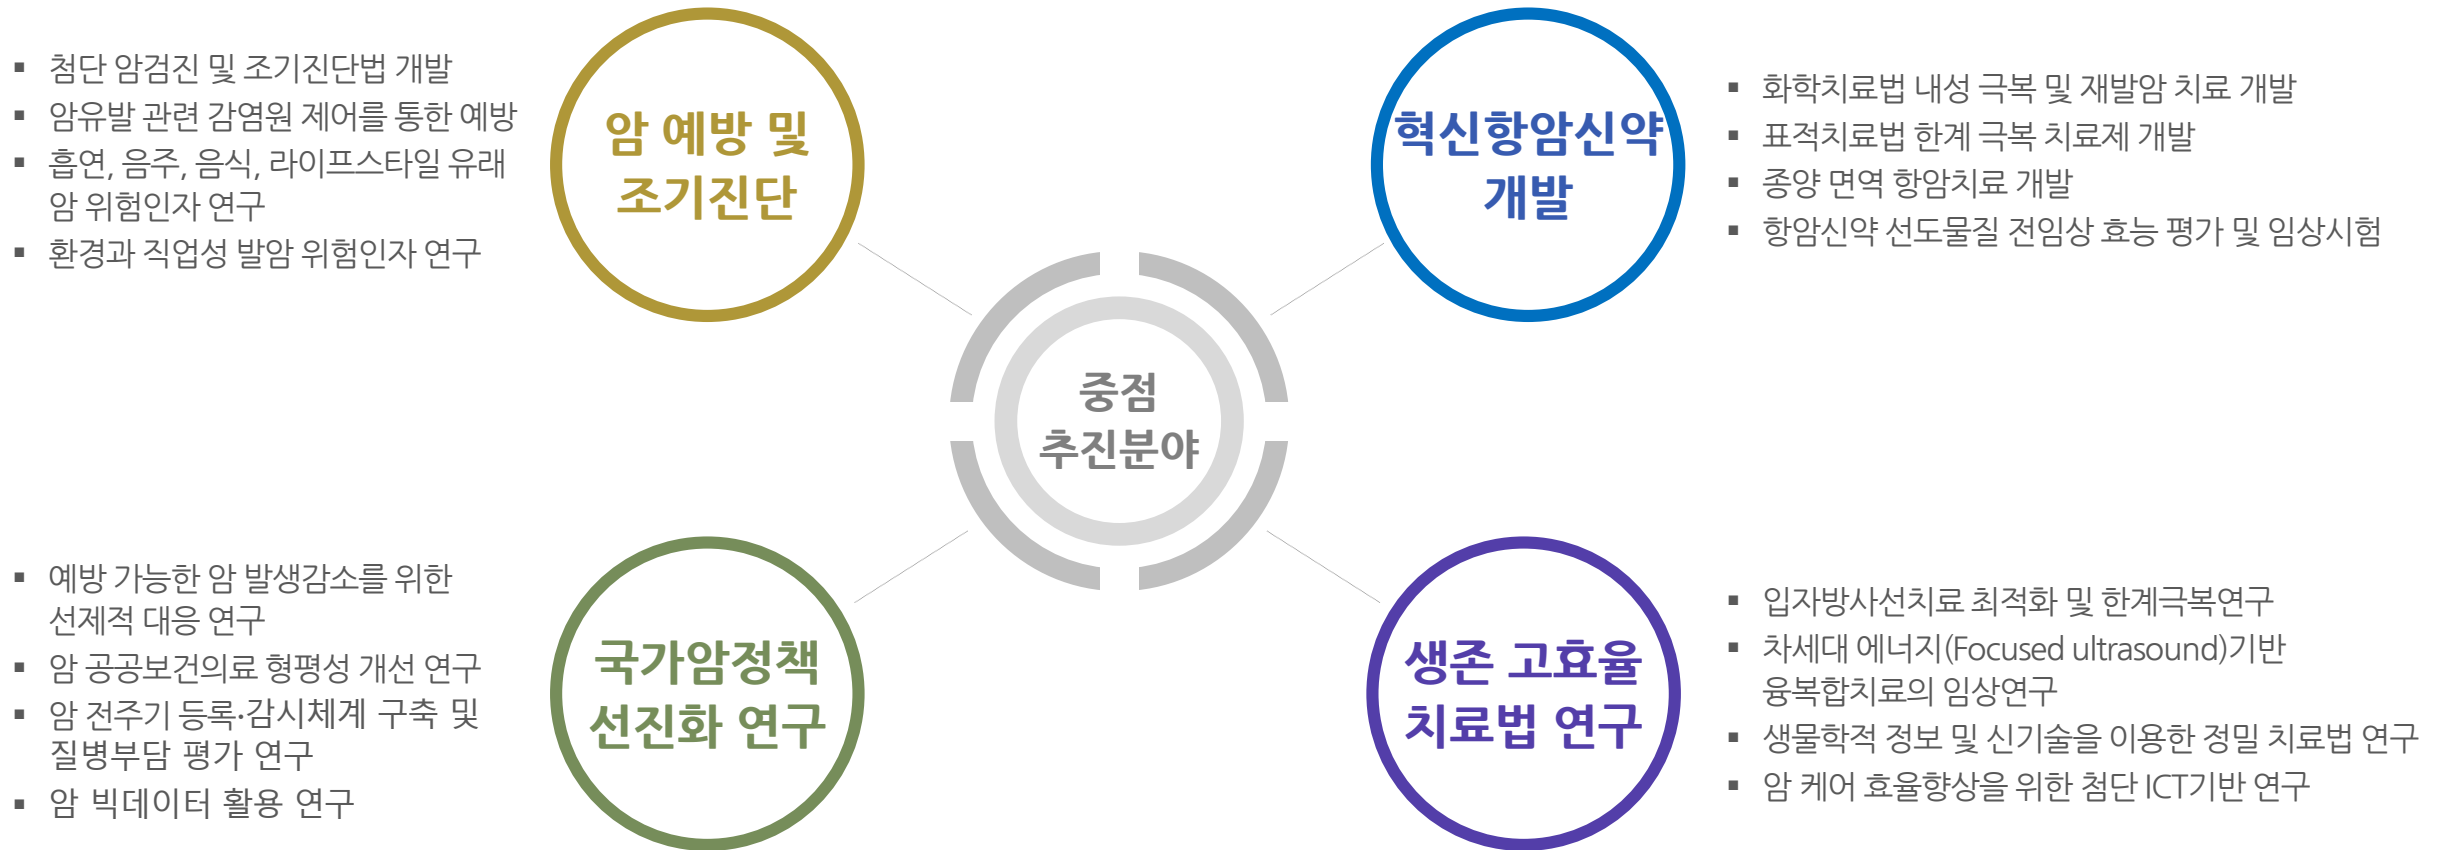 ▪ 첨단 암검진 및 조기진단법 개발
▪ 암유발 관련 감염원 제어를 통한 예방
▪ 흡연, 음주, 음식, 라이프스타일 유래
암 위험인자 연구
▪ 환경과 직업성 발암 위험인자 연구
암 예방 및
조기진단
혁신항암신약
개발
▪ 화학치료법 내성 극복 및 재발암 치료 개발
▪ 표적치료법 한계 극복 치료제 개발
▪ 종양 면역 항암치료 개발
▪ 항암신약 선도물질 전임상 효능 평가 및 임상시험
중점
추진분야
▪ 예방 가능한 암 발생감소를 위한
선제적 대응 연구
▪ 암 공공보건의료 형평성 개선 연구
▪ 암 전주기 등록·감시체계 구축 및
질병부담 평가 연구
▪ 암 빅데이터 활용 연구
국가암정책
선진화 연구
생존 고효율
치료법 연구
▪ 입자방사선치료 최적화 및 한계극복연구
▪ 차세대 에너지(Focused ultrasound)기반
융복합치료의 임상연구
▪ 생물학적 정보 및 신기술을 이용한 정밀 치료법 연구
▪ 암 케어 효율향상을 위한 첨단 ICT기반 연구